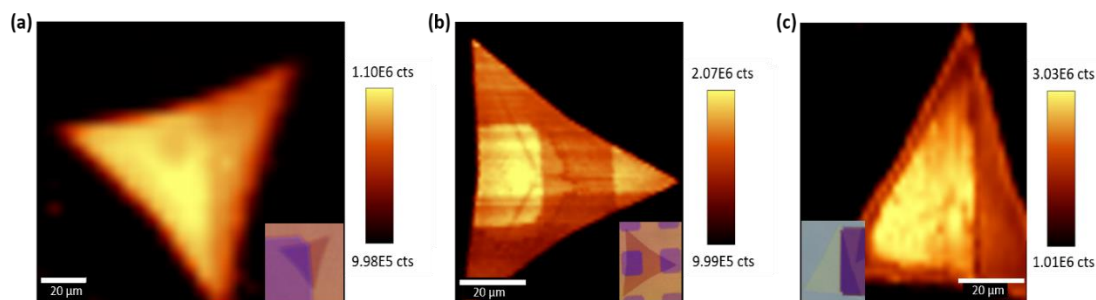 (a)
1.10E6 cts
9.98E5 cts
20 µm
(b)
2.07E6 cts
9.99E5 cts
20 µm
(c)
3.03E6 cts
1.01E6 cts
20 µm